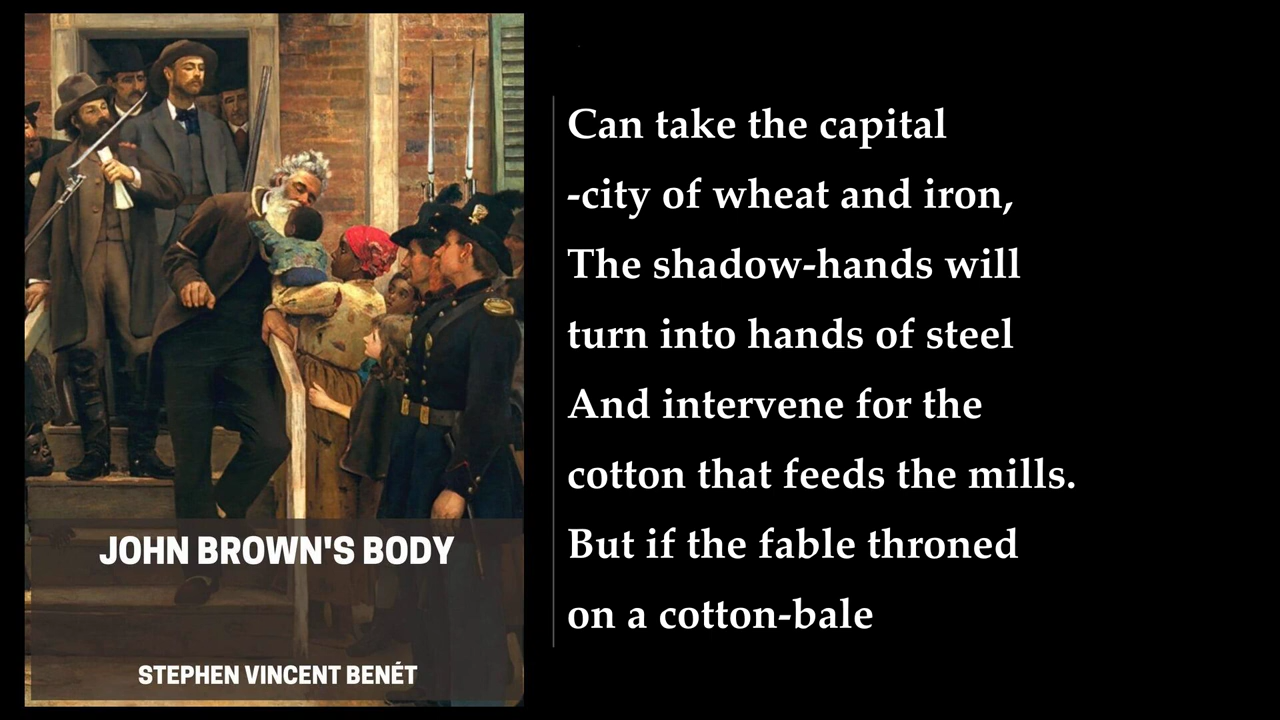 JOHN BROWN'S BODY
STEPHEN VINCENT BENÉT
Can take the capital
-city of wheat and iron,
The shadow-hands will
turn into hands of steel
And intervene for the
cotton that feeds the mills.
But if the fable throned
on a cotton-bale